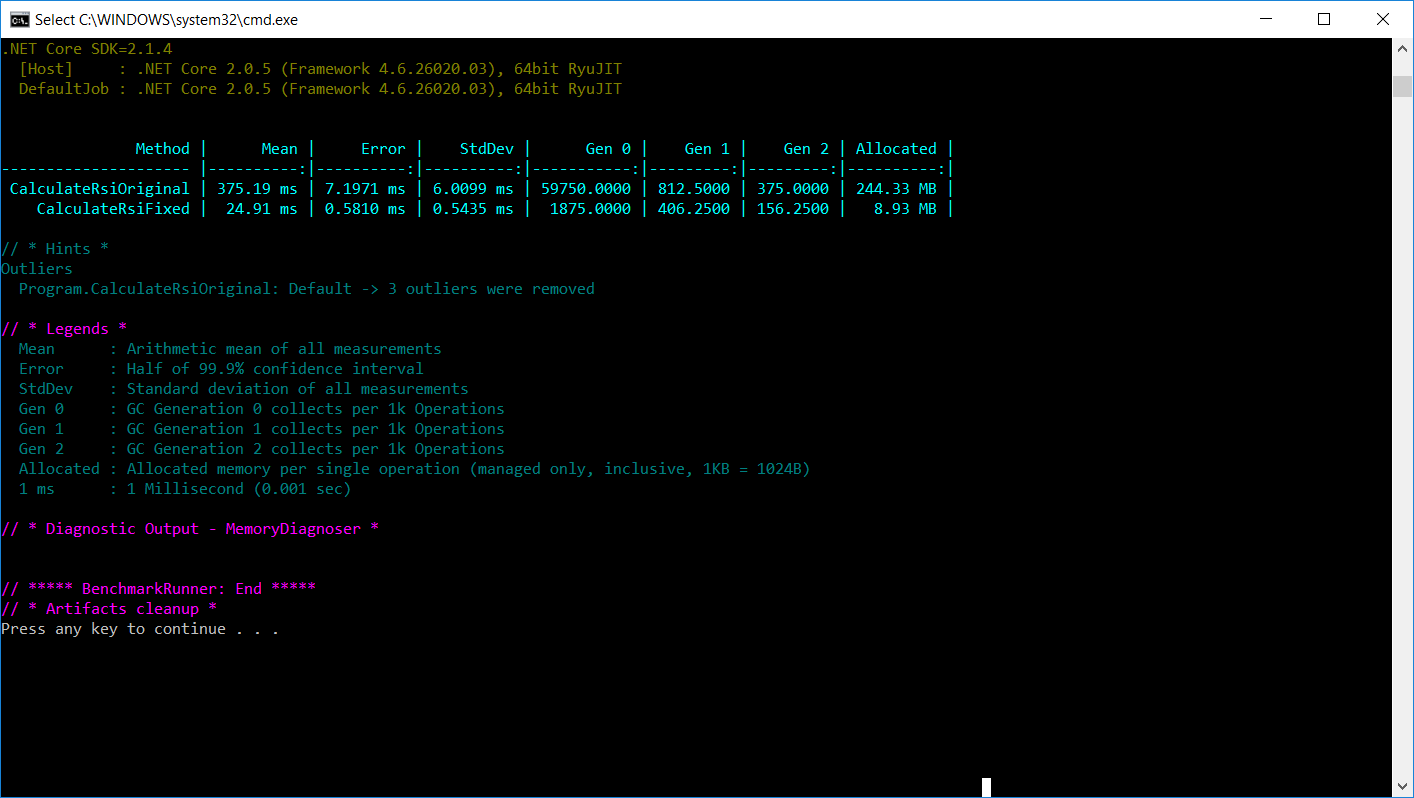 Select C:\WINDOWS\system32\cmd.exe
.NET Core SDK=2.1.4
  [Host]     : .NET Core 2.0.5 (Framework 4.6.26020.03), 64bit RyuJIT
  DefaultJob : .NET Core 2.0.5 (Framework 4.6.26020.03), 64bit RyuJIT
               Method |      Mean |     Error |    StdDev |      Gen 0 |    Gen 1 |    Gen 2 | Allocated |
--------------------- |----------:|----------:|----------:|-----------:|---------:|---------:|----------:|
 CalculateRsiOriginal | 375.19 ms | 7.1971 ms | 6.0099 ms | 59750.0000 | 812.5000 | 375.0000 | 244.33 MB |
    CalculateRsiFixed |  24.91 ms | 0.5810 ms | 0.5435 ms |  1875.0000 | 406.2500 | 156.2500 |   8.93 MB |
// * Hints *
Outliers
  Program.CalculateRsiOriginal: Default -> 3 outliers were removed
// * Legends *
  Mean      : Arithmetic mean of all measurements
  Error     : Half of 99.9% confidence interval
  StdDev    : Standard deviation of all measurements
  Gen 0     : GC Generation 0 collects per 1k Operations
  Gen 1     : GC Generation 1 collects per 1k Operations
  Gen 2     : GC Generation 2 collects per 1k Operations
  Allocated : Allocated memory per single operation (managed only, inclusive, 1KB = 1024B)
  1 ms      : 1 Millisecond (0.001 sec)
// * Diagnostic Output - MemoryDiagnoser *
// ***** BenchmarkRunner: End *****
// * Artifacts cleanup *
Press any key to continue . . .